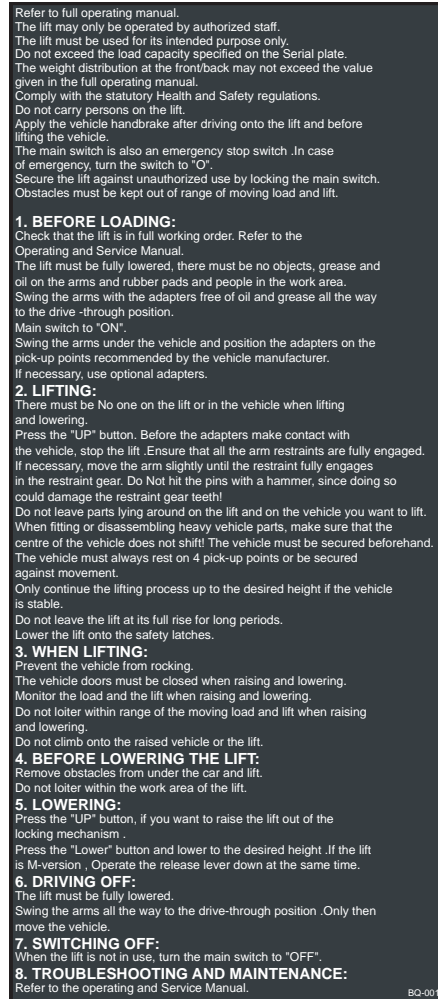 Refer to full operating manual.
The lift may only be operated by authorized staff.
The lift must be used for its intended purpose only.
Do not exceed the load capacity specified on the Serial plate.
The weight distribution at the front/back may not exceed the value
given in the full operating manual.
Comply with the statutory Health and Safety regulations.
Do not carry persons on the lift.
Apply the vehicle handbrake after driving onto the lift and before
lifting the vehicle.
The main switch is also an emergency stop switch .In case
of emergency, turn the switch to "O".
Secure the lift against unauthorized use by locking the main switch.
Obstacles must be kept out of range of moving load and lift.
1. BEFORE LOADING:
Check that the lift is in full working order. Refer to the
Operating and Service Manual.
The lift must be fully lowered, there must be no objects, grease and
oil on the arms and rubber pads and people in the work area.
Swing the arms with the adapters free of oil and grease all the way
to the drive -through position.
Main switch to "ON".
Swing the arms under the vehicle and position the adapters on the
pick-up points recommended by the vehicle manufacturer.
If necessary, use optional adapters.
2. LIFTING:
There must be No one on the lift or in the vehicle when lifting
and lowering.
Press the "UP" button. Before the adapters make contact with
the vehicle, stop the lift .Ensure that all the arm restraints are fully engaged.
If necessary, move the arm slightly until the restraint fully engages
in the restraint gear. Do Not hit the pins with a hammer, since doing so
could damage the restraint gear teeth!
Do not leave parts lying around on the lift and on the vehicle you want to lift.
When fitting or disassembling heavy vehicle parts, make sure that the
centre of the vehicle does not shift! The vehicle must be secured beforehand.
The vehicle must always rest on 4 pick-up points or be secured
against movement.
Only continue the lifting process up to the desired height if the vehicle
is stable.
Do not leave the lift at its full rise for long periods.
Lower the lift onto the safety latches.
3. WHEN LIFTING:
Prevent the vehicle from rocking.
The vehicle doors must be closed when raising and lowering.
Monitor the load and the lift when raising and lowering.
Do not loiter within range of the moving load and lift when raising
and lowering.
Do not climb onto the raised vehicle or the lift.
4. BEFORE LOWERING THE LIFT:
Remove obstacles from under the car and lift.
Do not loiter within the work area of the lift.
5. LOWERING:
Press the "UP" button, if you want to raise the lift out of the
locking mechanism .
Press the "Lower" button and lower to the desired height .If the lift
is M-version , Operate the release lever down at the same time.
6. DRIVING OFF:
The lift must be fully lowered.
Swing the arms all the way to the drive-through position .Only then
move the vehicle.
7. SWITCHING OFF:
When the lift is not in use, turn the main switch to "OFF".
8. TROUBLESHOOTING AND MAINTENANCE:
Refer to the operating and Service Manual.
BQ-001